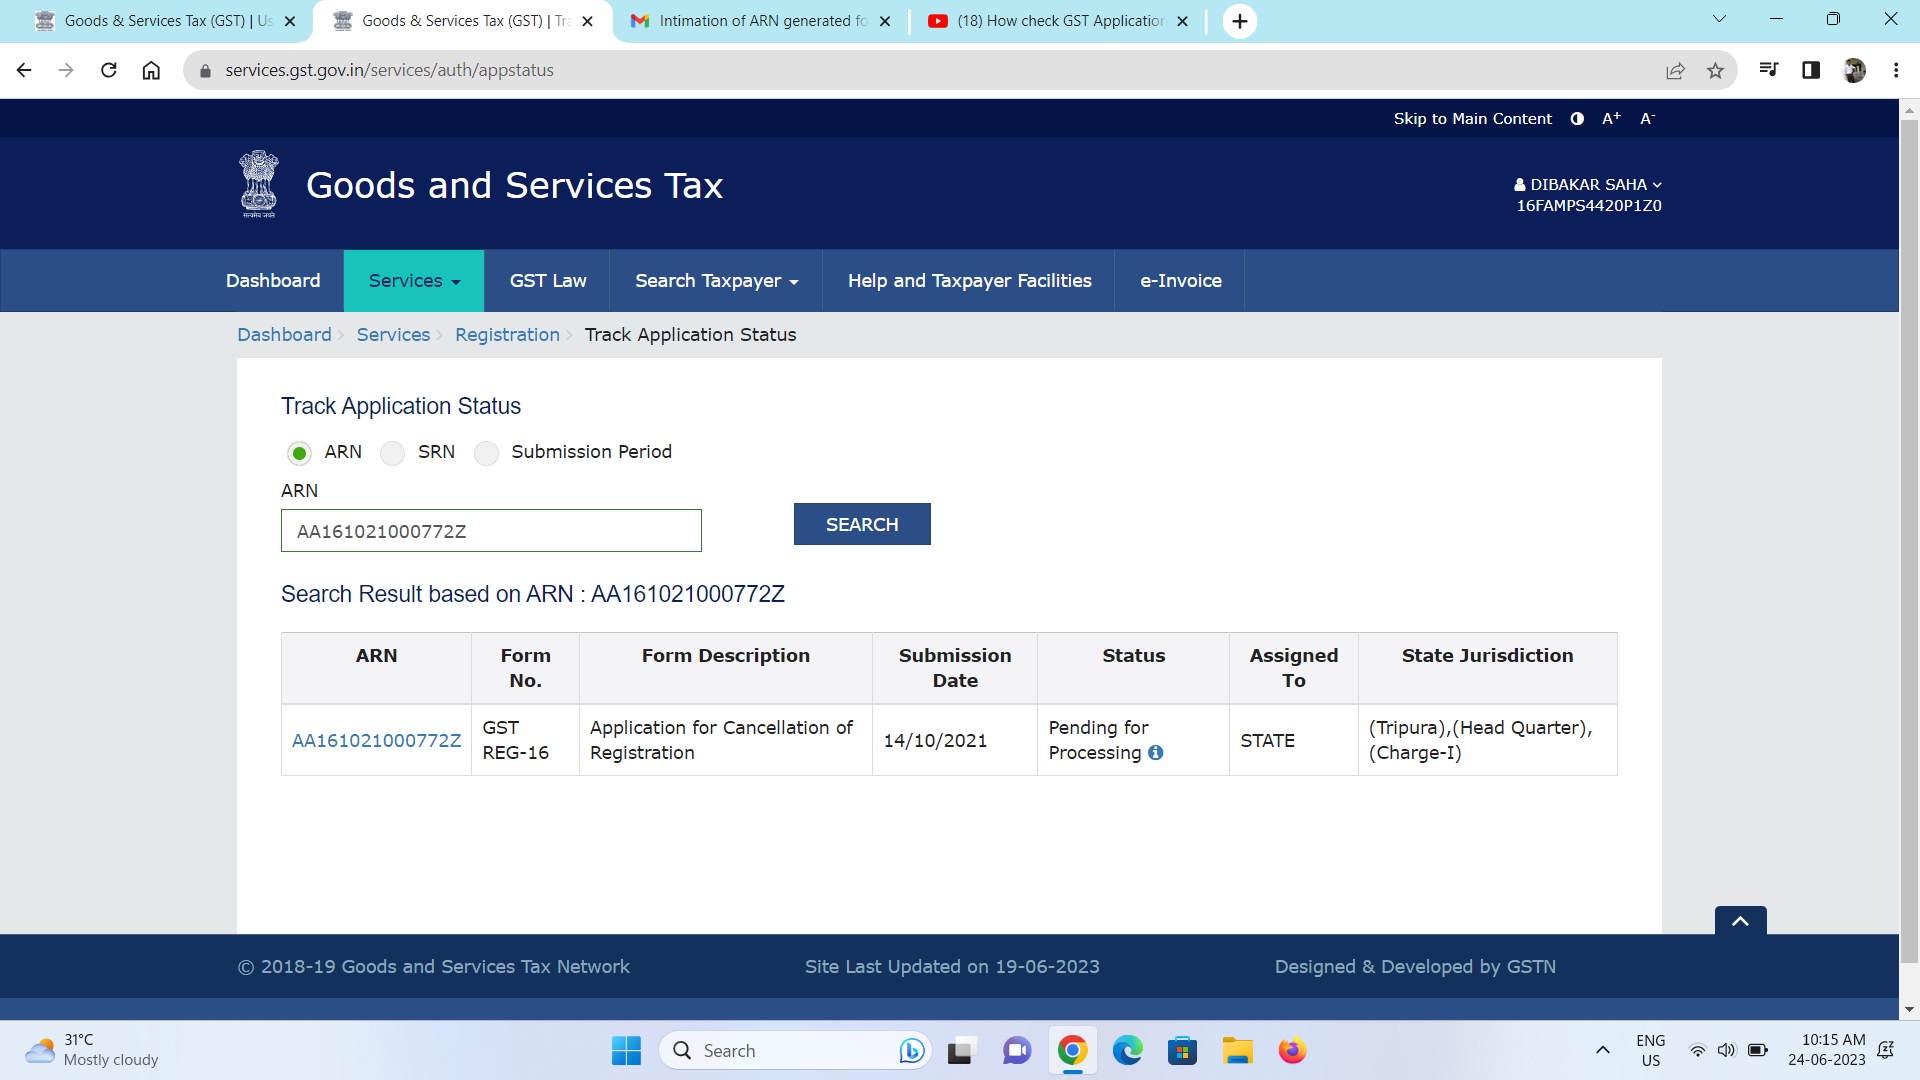 Goods & Services Tax (GST) | Us
Goods & Services Tax (GST) | Tra
Intimation of ARN generated fo
(18) How check GST Application
services.gst.gov.in/services/auth/appstatus
Skip to Main Content A+ A-
सत्यमेव जयते
Goods and Services Tax
DIBAKAR SAHA
16FAMPS4420P1Z0
Dashboard Services GST Law Search Taxpayer Help and Taxpayer Facilities e-Invoice
Dashboard Services Registration Track Application Status
Track Application Status
ARN SRN Submission Period
ARN
AA161021000772Z SEARCH
Search Result based on ARN : AA161021000772Z
ARN
Form
No.
Form Description
Submission
Date
Status
Assigned
To
State Jurisdiction
AA161021000772Z
GST
REG-16
Application for Cancellation of
Registration
14/10/2021
Pending for
Processing
STATE
(Tripura),(Head Quarter),
(Charge-I)
© 2018-19 Goods and Services Tax Network Site Last Updated on 19-06-2023 Designed & Developed by GSTN
31°C
Mostly cloudy
Search
ENG
US
10:15 AM
24-06-2023